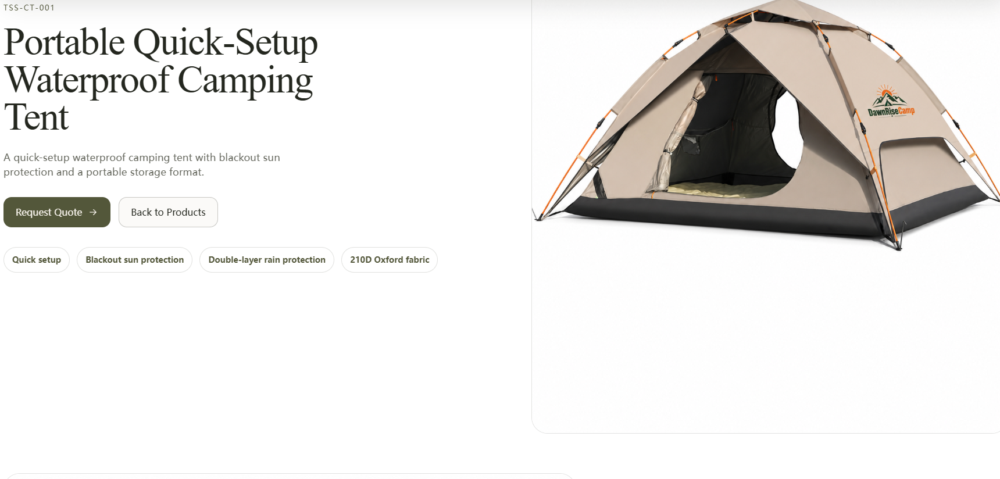 TSS-CT-001
Portable Quick-Setup
Waterproof Camping
Tent
A quick-setup waterproof camping tent with blackout sun
protection and a portable storage format.
Request Quote →
Back to Products
Quick setup
Blackout sun protection
Double-layer rain protection
210D Oxford fabric
DawnRiseCamp